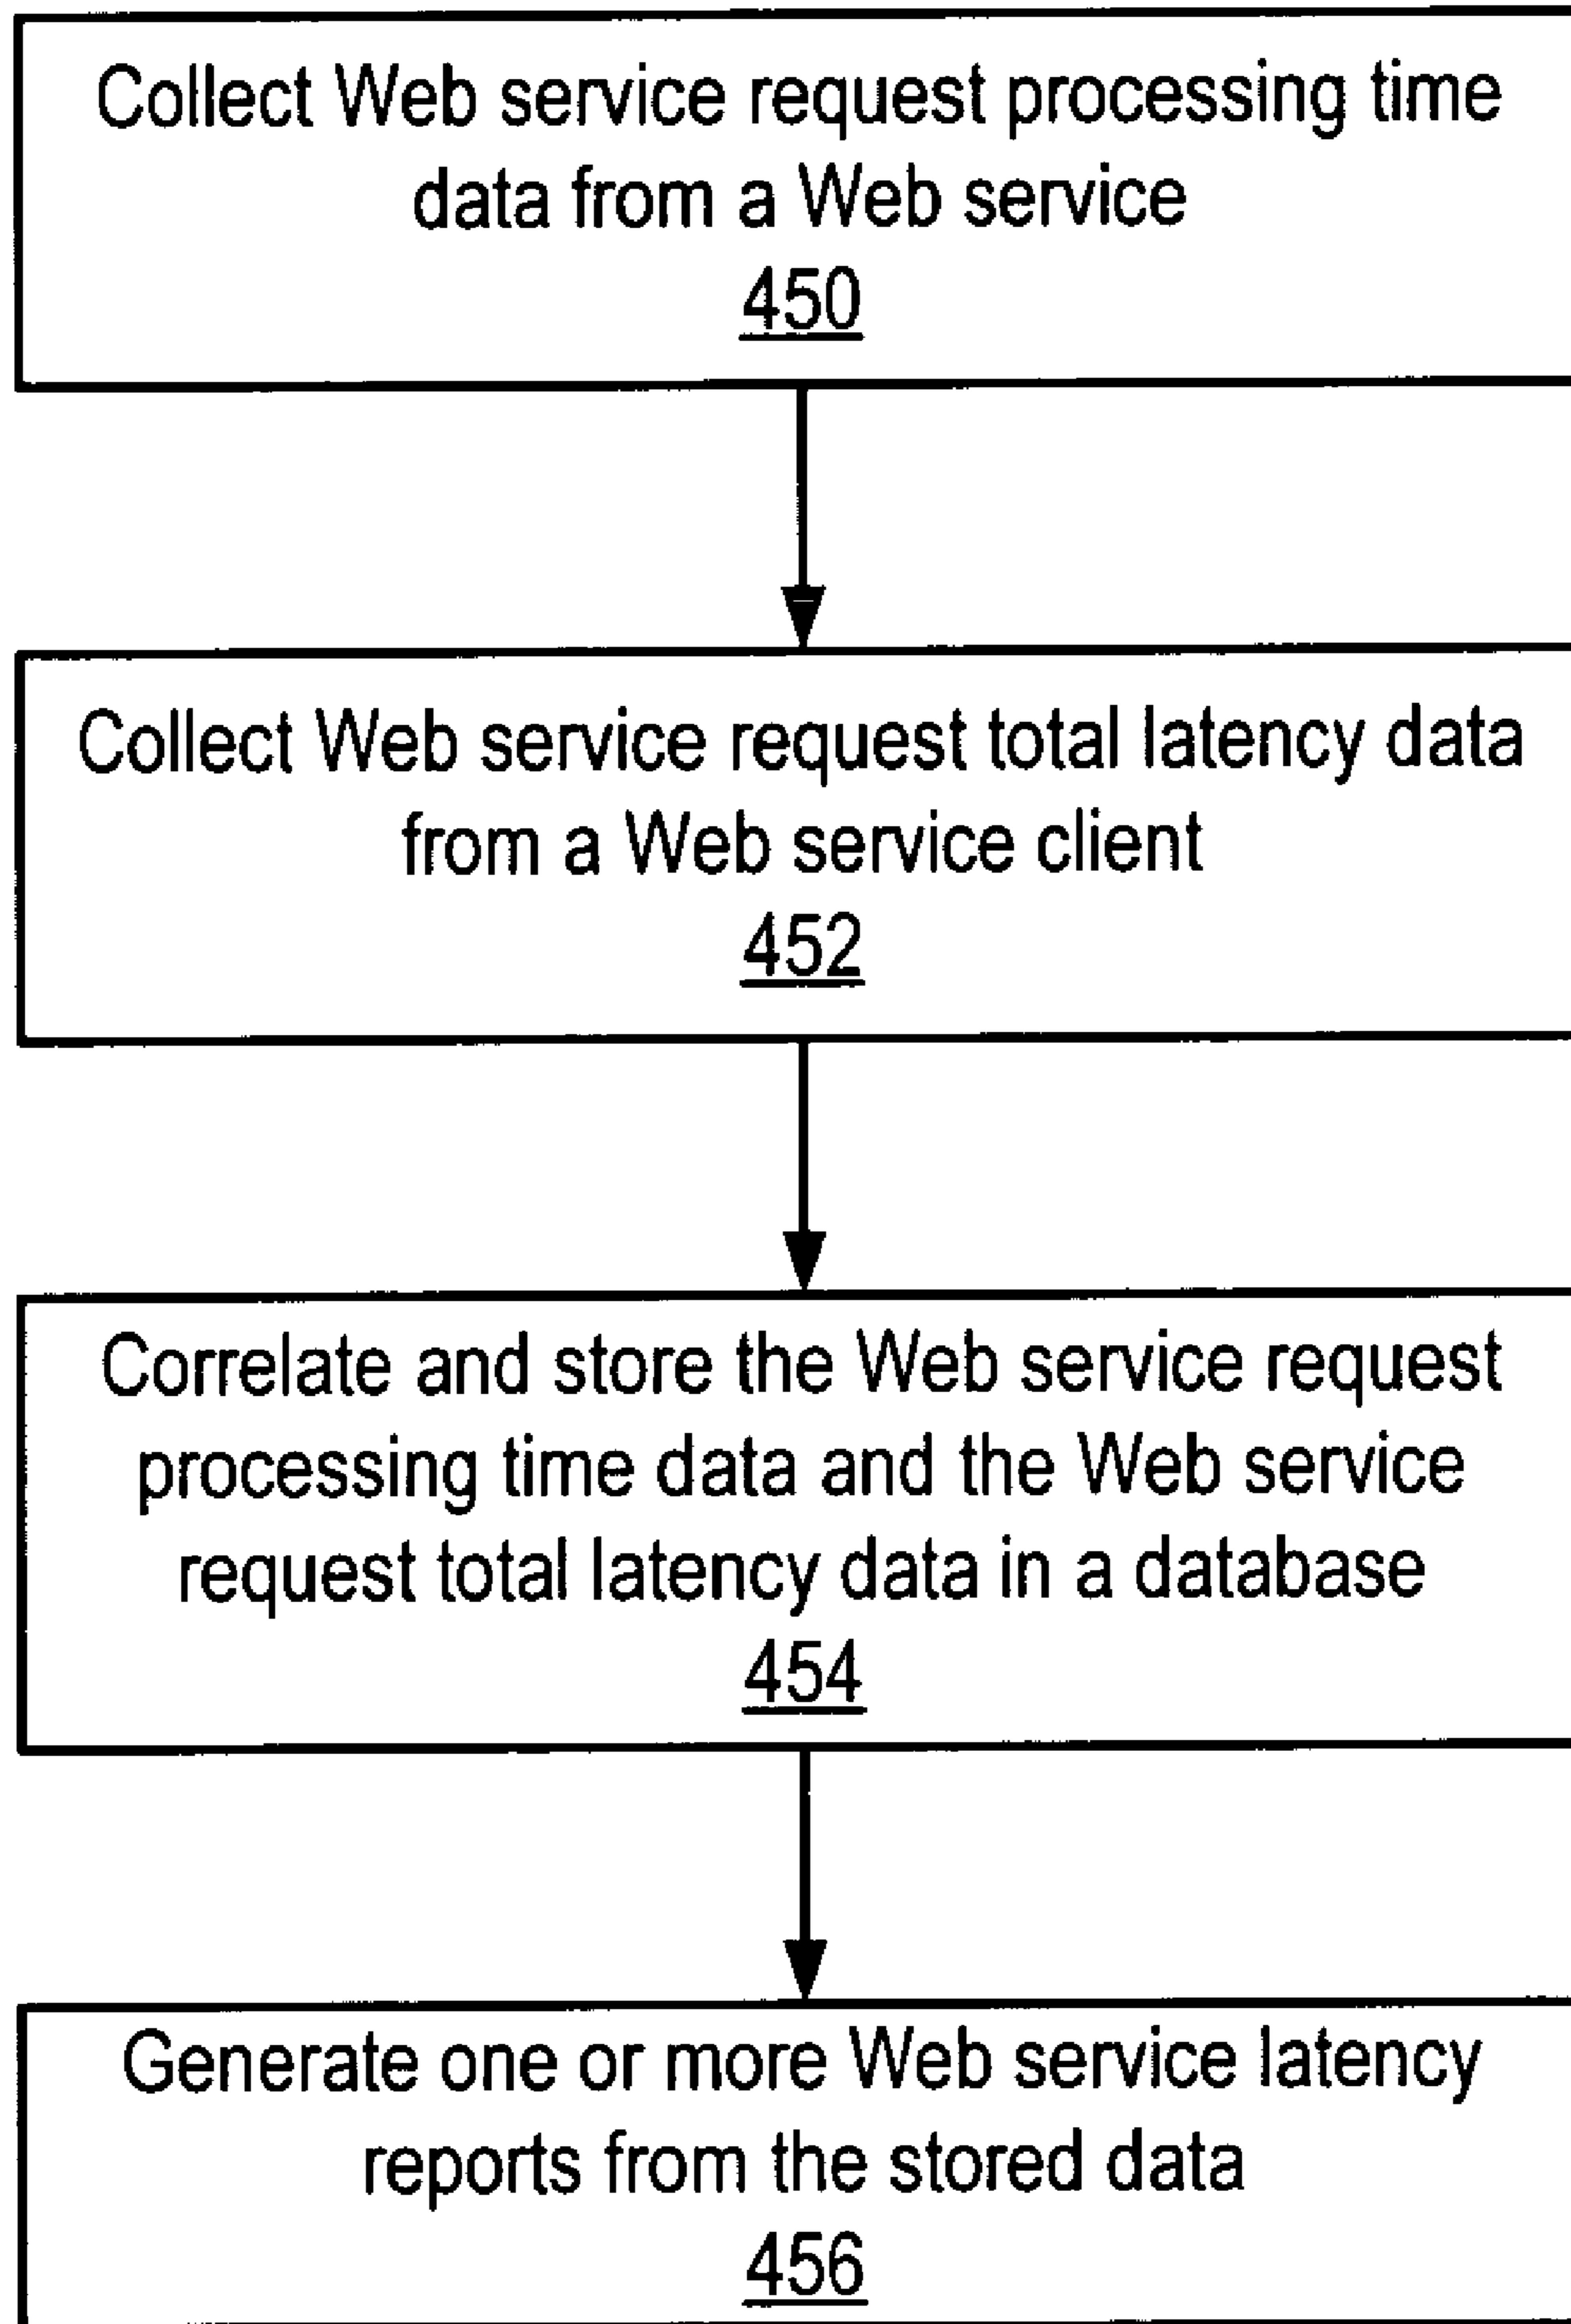 Collect Web service request processing time
data from a Web service
450
Collect Web service request total latency data
from a Web service client
452
Correlate and store the Web service request
processing time data and the Web service
request total latency data in a database
454
Generate one or more Web service latency
reports from the stored data
456